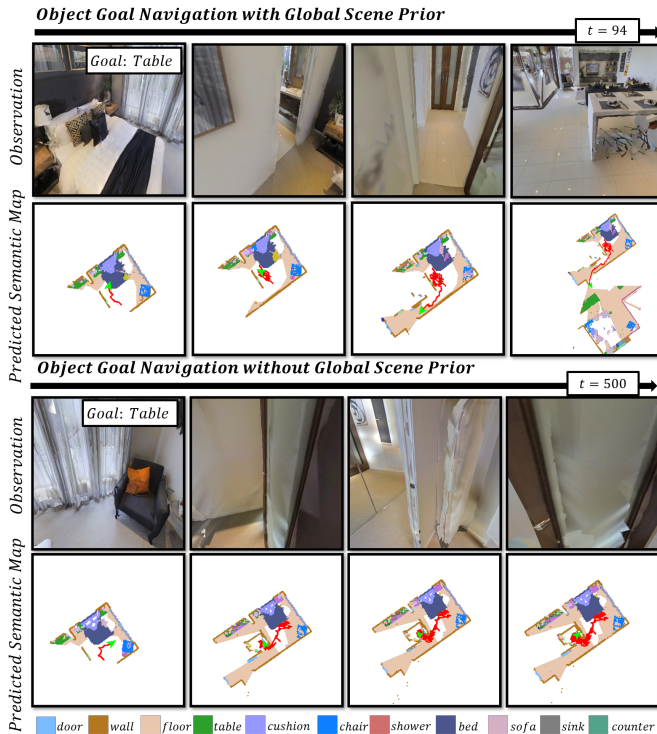 Object Goal Navigation with Global Scene Prior
t = 94
Observation
Goal: Table
Predicted Semantic Map
Object Goal Navigation without Global Scene Prior
t = 500
Observation
Goal: Table
Predicted Semantic Map
door wall floor table cushion chair shower bed sofa sink counter